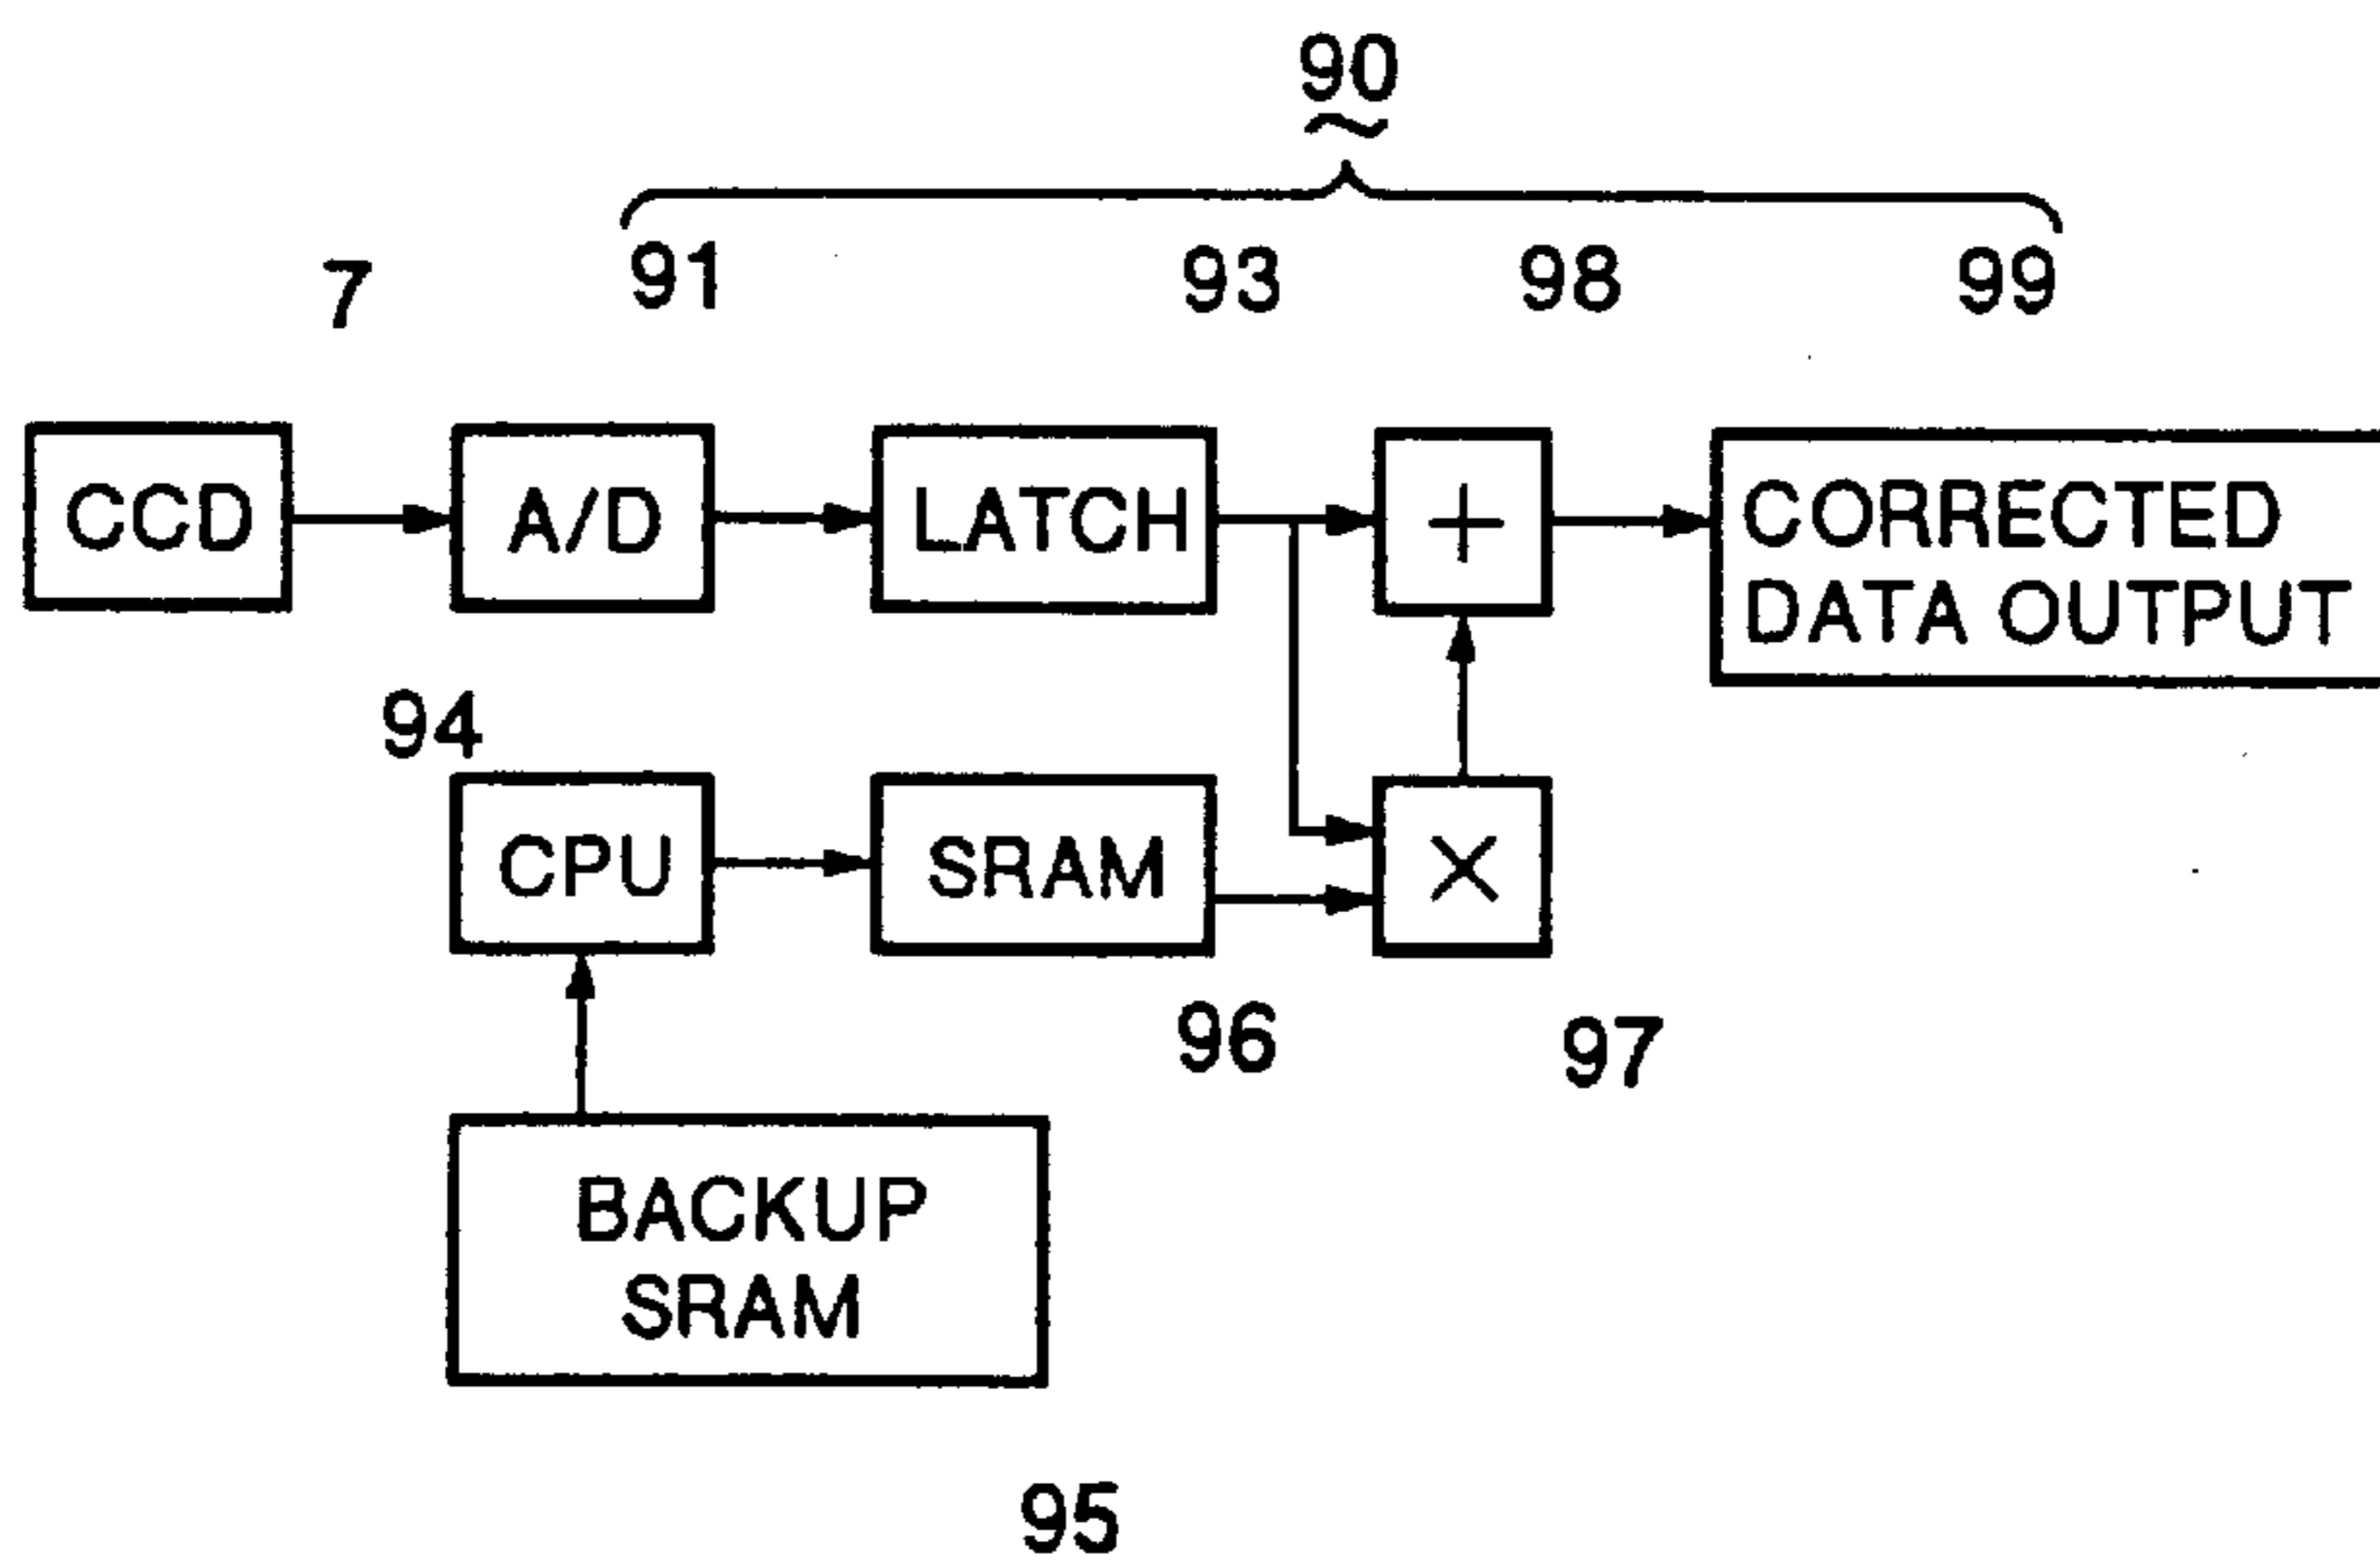 90
7
91
93
98
99
CCD
A/D
LATCH
+
CORRECTED
DATA OUTPUT
94
CPU
SRAM
×
96
97
BACKUP
SRAM
95